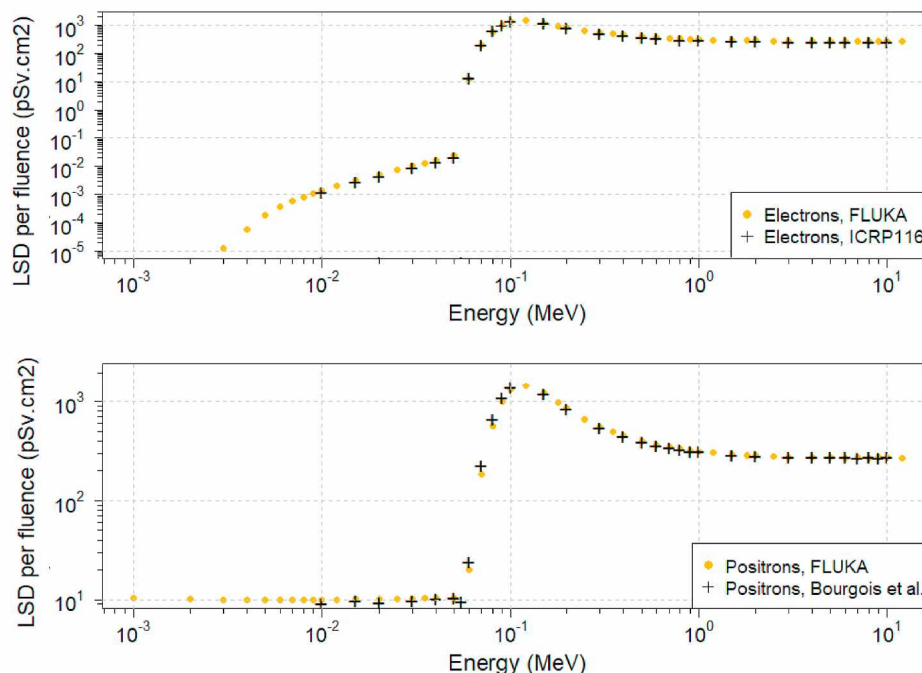 LSD per fluence (pSv.cm2)
10³
10²
10¹
10⁰
10⁻¹
10⁻²
10⁻³
10⁻⁴
10⁻⁵
Electrons, FLUKA
Electrons, ICRP116
10⁻³ 10⁻² 10⁻¹ 10⁰ 10¹
Energy (MeV)
LSD per fluence (pSv.cm2)
10³
10²
10¹
Positrons, FLUKA
Positrons, Bourgois et al.
10⁻³ 10⁻² 10⁻¹ 10⁰ 10¹
Energy (MeV)